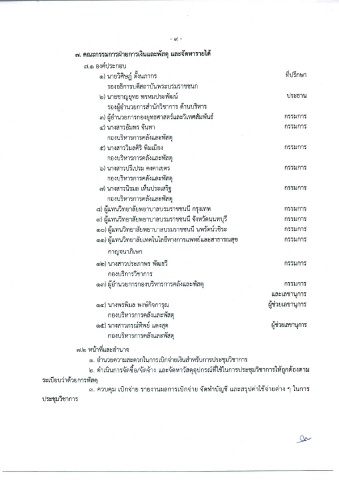 - ๙ -
๗. คณะกรรมการฝ่ายการเงินและพัสดุ และจัดหารายได้
๗.๑ องค์ประกอบ
๑) นายวิศิษฎ์ ตั้งนภากร ที่ปรึกษา
รองอธิการบดีสถาบันพระบรมราชชนก
๒) นายชาญยุทธ พรหมประพัฒน์ ประธาน
รองผู้อำนวยการสำนักวิชาการ ด้านบริหาร
๓) ผู้อำนวยการกองยุทธศาสตร์และวิเทศสัมพันธ์ กรรมการ
๔) นางสาวอัมพร จันทา กรรมการ
กองบริหารการคลังและพัสดุ
๕) นางสาววิมลศิริ พิมเมือง กรรมการ
กองบริหารการคลังและพัสดุ
๖) นางสาวปรีเปรม กรรมการ
กองบริหารการคลังและพัสดุ
๗) นางสาวนิรมล เห็นประเสริฐ กรรมการ
กองบริหารการคลังและพัสดุ
๘) ผู้แทนวิทยาลัยพยาบาลบรมราชชนนี กรุงเทพ กรรมการ
๙) ผู้แทนวิทยาลัยพยาบาลบรมราชชนนี จังหวัดนนทบุรี กรรมการ
๑๐) ผู้แทนวิทยาลัยพยาบาลบรมราชชนนี นพรัตน์วชิระ กรรมการ
๑๑) ผู้แทนวิทยาลัยเทคโนโลยีทางการแพทย์และสาธารณสุข กรรมการ
กาญจนาภิเษก
๑๒) นางสาวประภาพร พัฒธวี กรรมการ
กองบริการวิชาการ
๑๓) ผู้อำนวยการกองบริหารการคลังและพัสดุ กรรมการ
และเลขานุการ
๑๔) นางพรพิมล พงษ์กิจการุณ ผู้ช่วยเลขานุการ
กองบริหารการคลังและพัสดุ
๑๕) นางสาวภรณ์ทิพย์ แดงสุด ผู้ช่วยเลขานุการ
กองบริหารการคลังและพัสดุ
๗.๒ หน้าที่และอำนาจ
๑. อำนวยความสะดวกในการเบิกจ่ายเงินสำหรับการประชุมวิชาการ
๒. ดำเนินการจัดซื้อ/จัดจ้าง และจัดหาวัสดุอุปกรณ์ที่ใช้ในการประชุมวิชาการให้ถูกต้องตาม
ระเบียบว่าด้วยการพัสดุ
๓. ควบคุม เบิกจ่าย รายงานผลการเบิกจ่าย จัดทำบัญชี และสรุปค่าใช้จ่ายต่าง ๆ ในการ
ประชุมวิชาการ